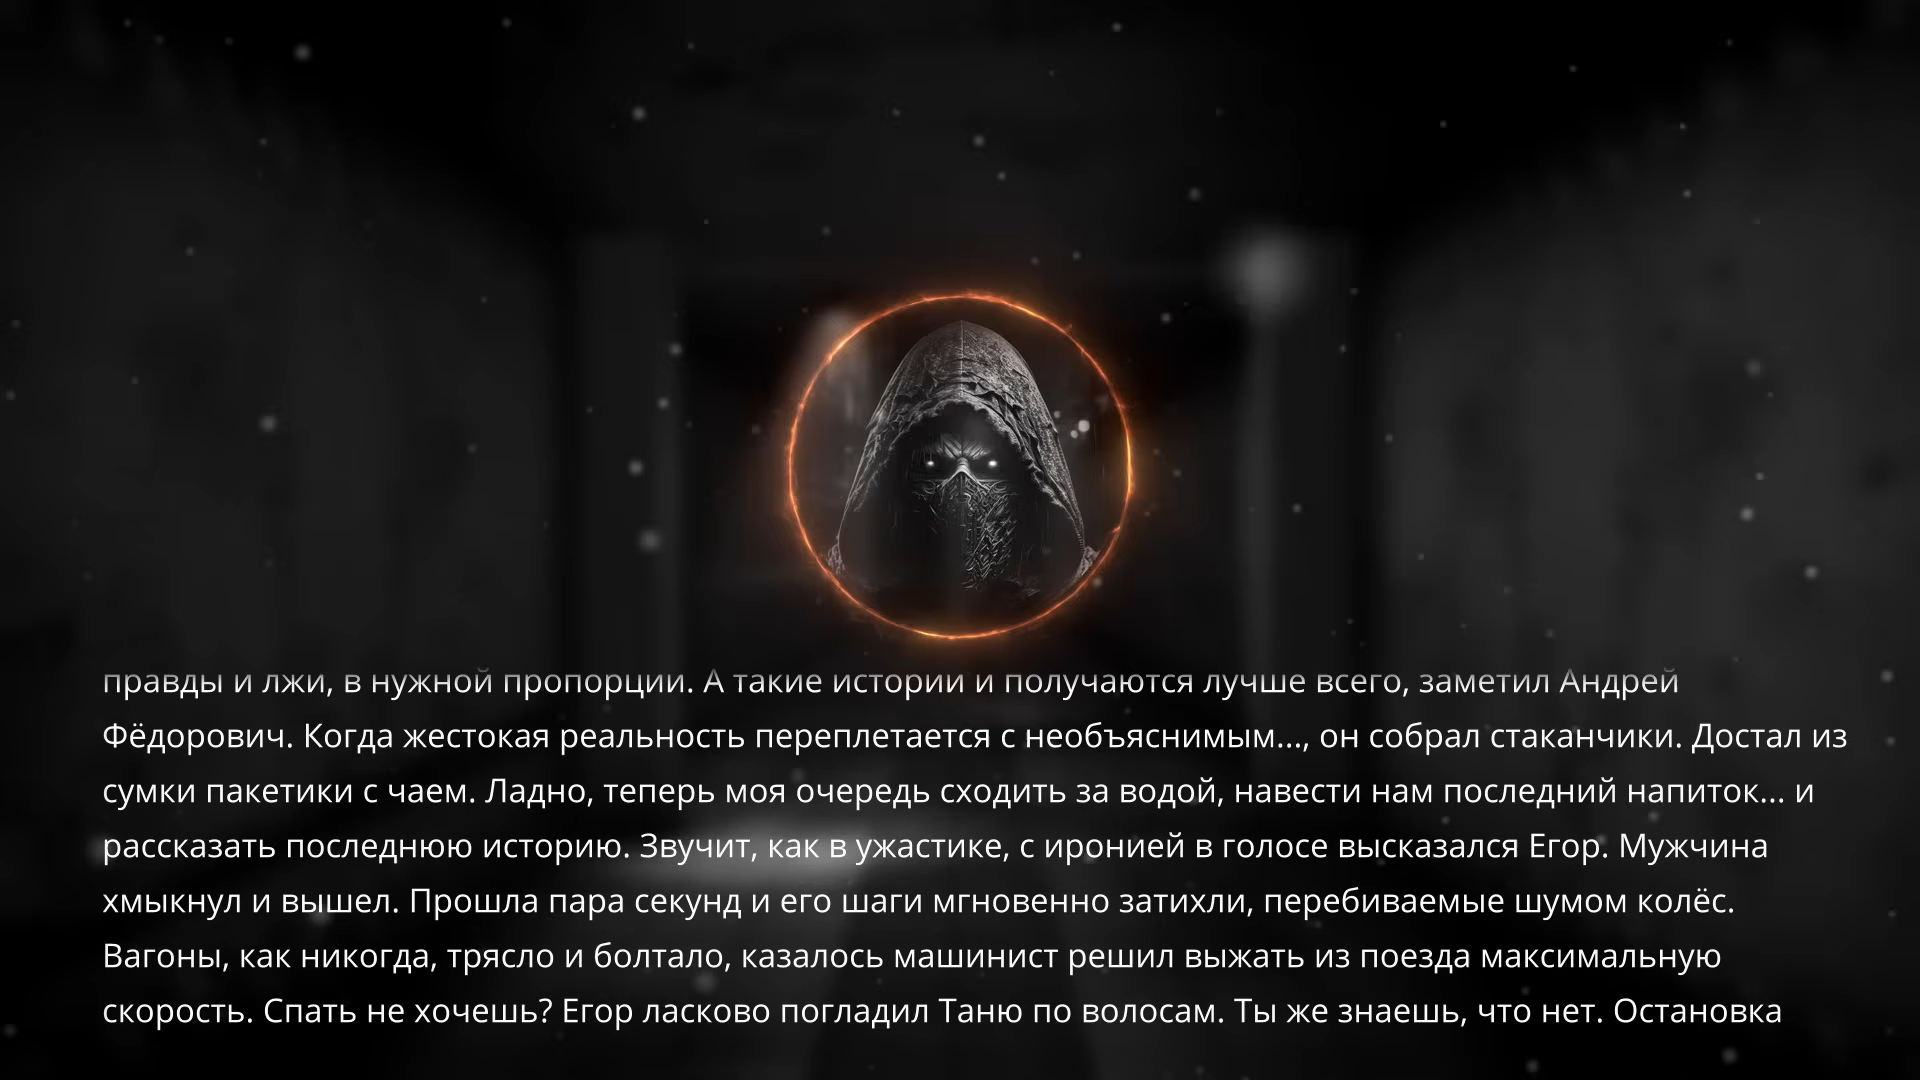 правды и лжи, в нужной пропорции. А такие истории и получаются лучше всего, заметил Андрей
Фёдорович. Когда жестокая реальность переплетается с необъяснимым..., он собрал стаканчики. Достал из
сумки пакетики с чаем. Ладно, теперь моя очередь сходить за водой, навести нам последний напиток... и
рассказать последнюю историю. Звучит, как в ужастике, с иронией в голосе высказался Егор. Мужчина
хмыкнул и вышел. Прошла пара секунд и его шаги мгновенно затихли, перебиваемые шумом колёс.
Вагоны, как никогда, трясло и болтало, казалось машинист решил выжать из поезда максимальную
скорость. Спать не хочешь? Егор ласково погладил Таню по волосам. Ты же знаешь, что нет. Остановка